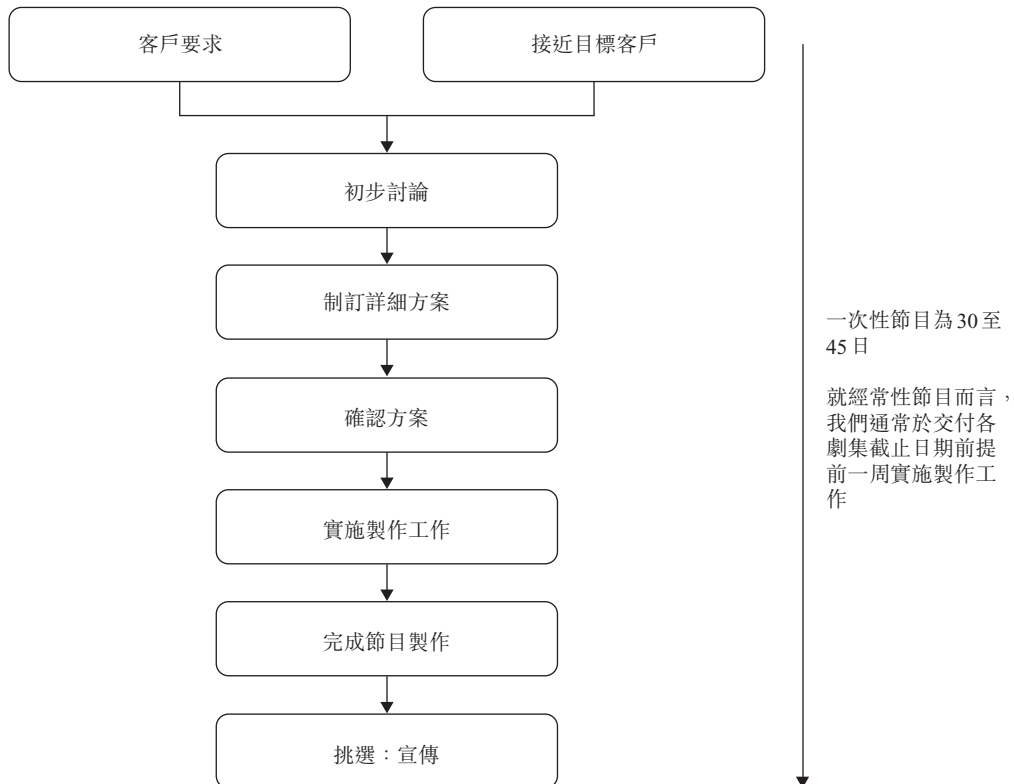 客戶要求
接近目標客戶
初步討論
制訂詳細方案
確認方案
實施製作工作
完成節目製作
挑選：宣傳
一次性節目為30至
45日
就經常性節目而言，
我們通常於交付各
劇集截止日期前提
前一周實施製作工
作